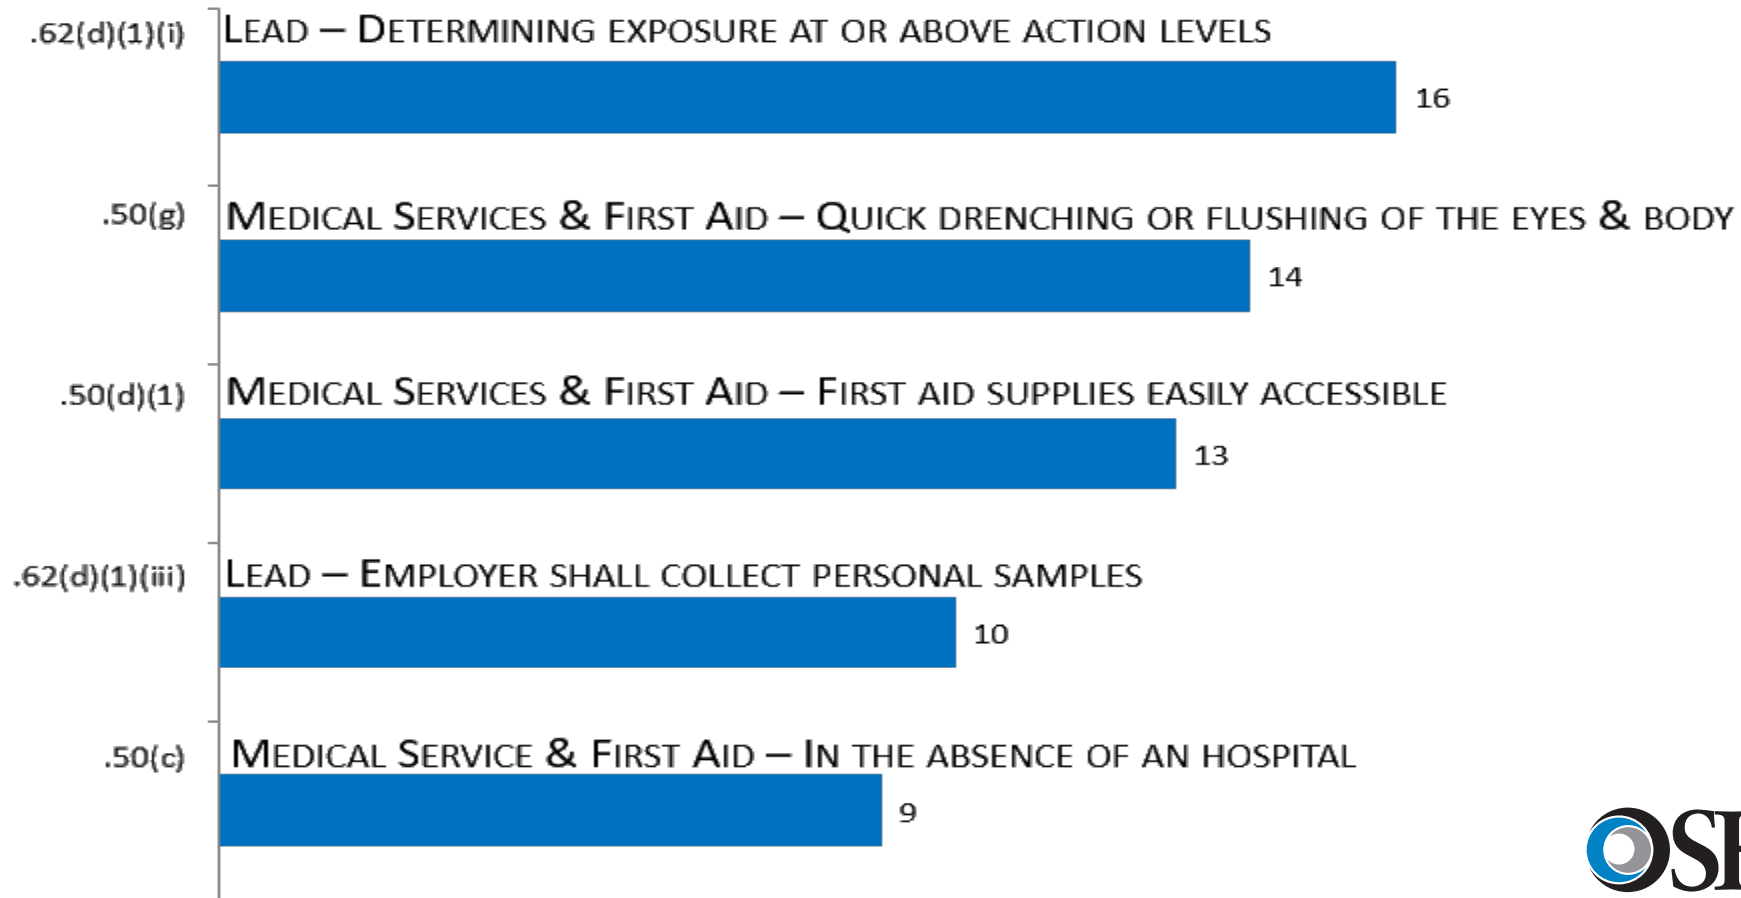 .62(d)(1)(i) LEAD – DETERMINING EXPOSURE AT OR ABOVE ACTION LEVELS
16
.50(g) MEDICAL SERVICES & FIRST AID – QUICK DRENCHING OR FLUSHING OF THE EYES & BODY
14
.50(d)(1) MEDICAL SERVICES & FIRST AID – FIRST AID SUPPLIES EASILY ACCESSIBLE
13
.62(d)(1)(iii) LEAD – EMPLOYER SHALL COLLECT PERSONAL SAMPLES
10
.50(c) MEDICAL SERVICE & FIRST AID – IN THE ABSENCE OF AN HOSPITAL
9